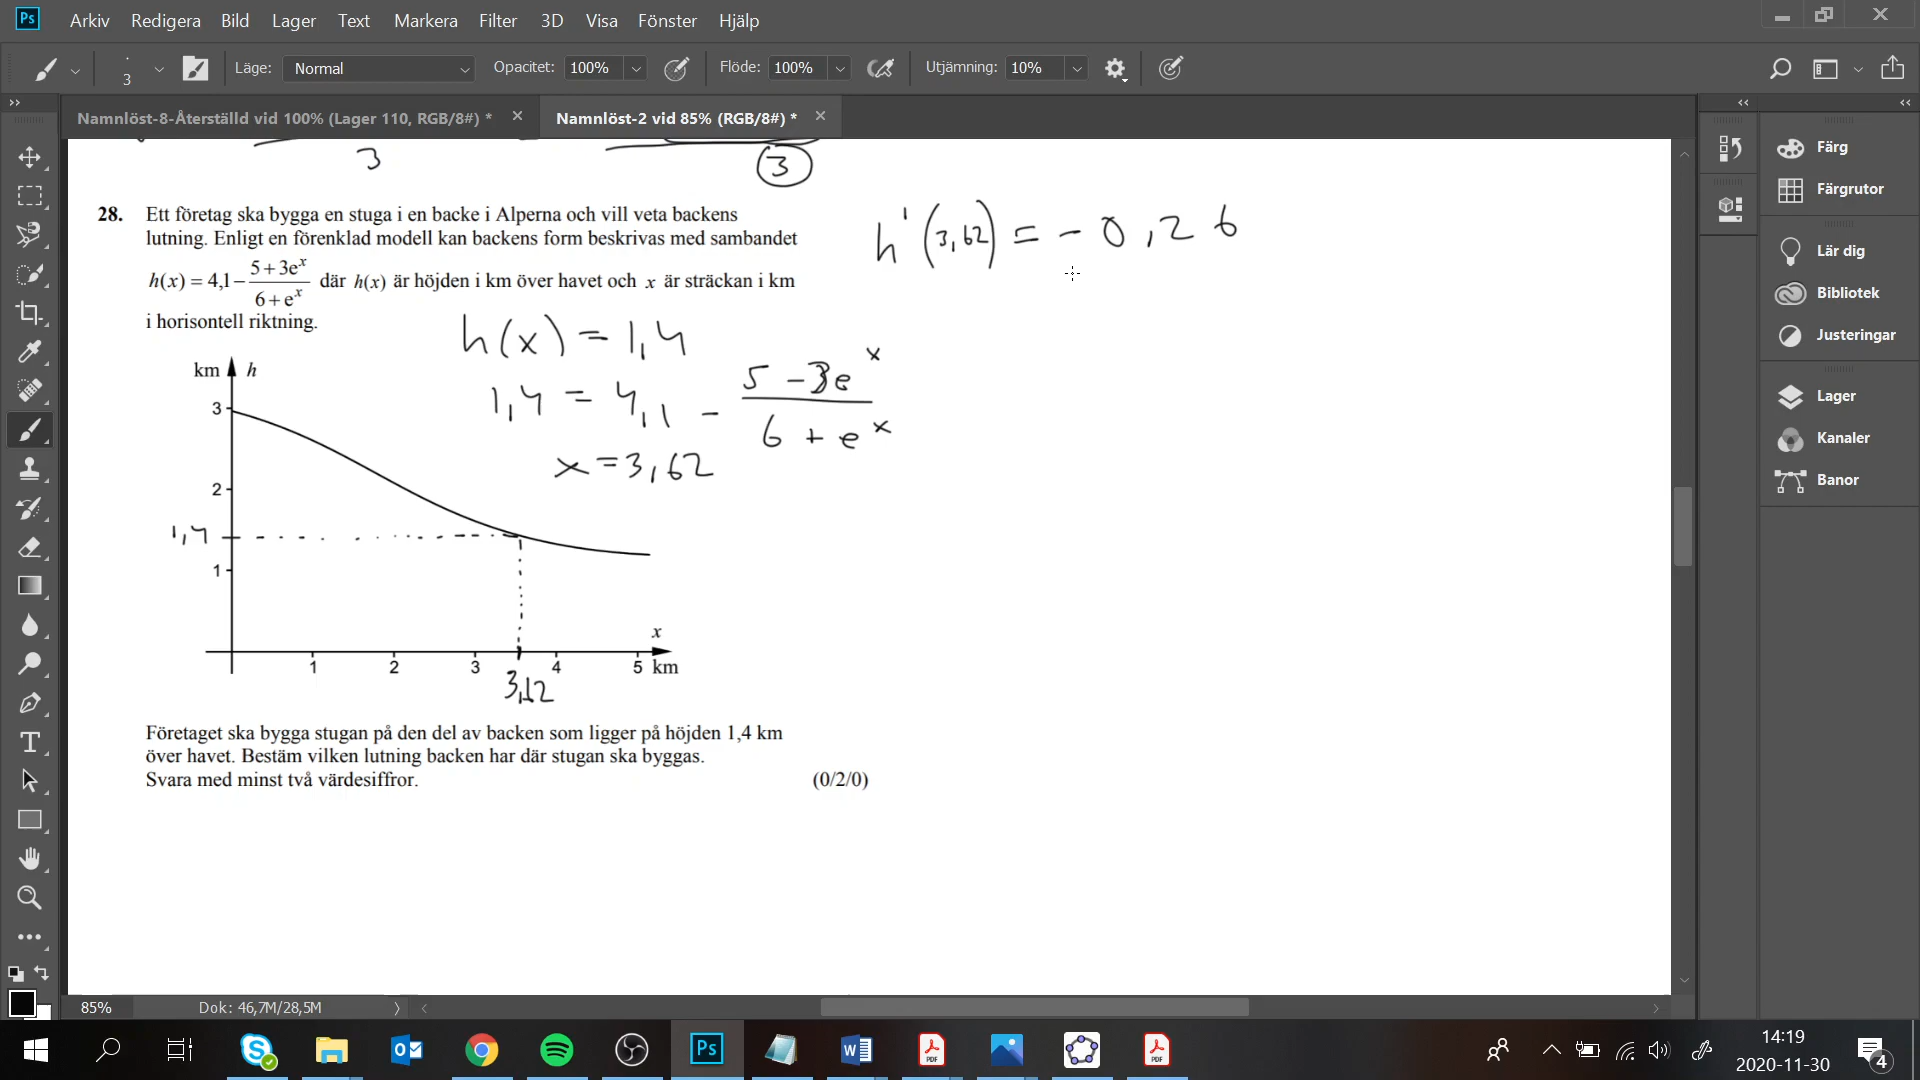 Ps Arkiv Redigera Bild Lager Text Markera Filter 3D Visa Fönster Hjälp
3 Läge: Normal Opacitet: 100% Flöde: 100% Utjämning: 10%
Namnlöst-8-Återställd vid 100% (Lager 110, RGB/8#) * × Namnlöst-2 vid 85% (RGB/8#) * ×
3
3
28. Ett företag ska bygga en stuga i en backe i Alperna och vill veta backens
lutning. Enligt en förenklad modell kan backens form beskrivas med sambandet
h(x) = 4,1 − (5 + 3e^x)/(6 + e^x) där h(x) är höjden i km över havet och x är sträckan i km
i horisontell riktning.
h'(3,62) = -0,26
h(x) = 1,4
1,4 = 4,1 - (5 - 3e^x)/(6 + e^x)
x = 3,62
km h
3
2
1,4
1
x
1 2 3 4 5 km
3,62
Företaget ska bygga stugan på den del av backen som ligger på höjden 1,4 km
över havet. Bestäm vilken lutning backen har där stugan ska byggas.
Svara med minst två värdesiffror. (0/2/0)
Färg
Färgrutor
Lär dig
Bibliotek
Justeringar
Lager
Kanaler
Banor
85% Dok: 46,7M/28,5M
14:19
2020-11-30
4